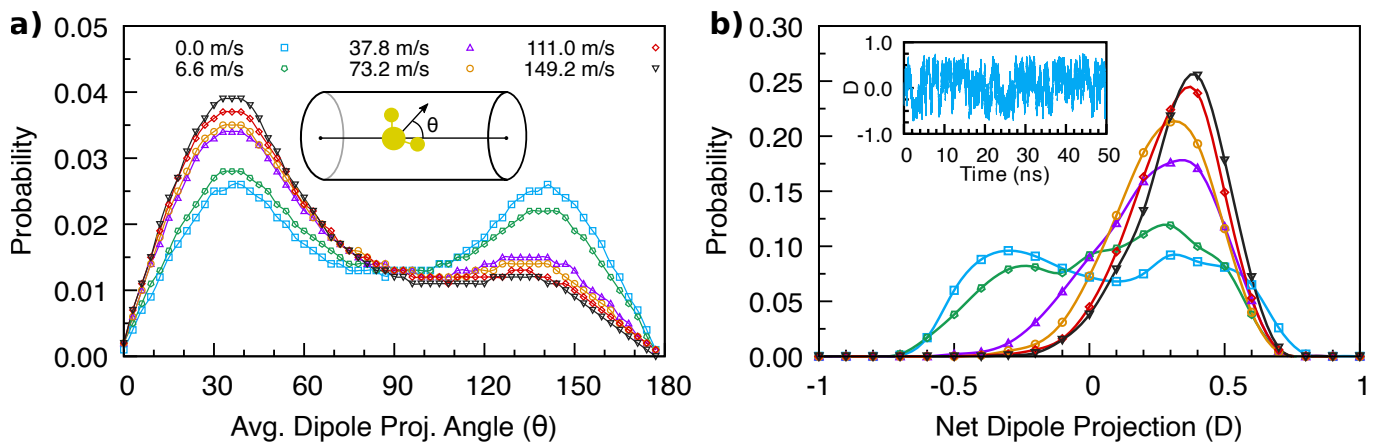 a)
0.05
0.04
0.03
0.02
0.01
0.00
Probability
0.0 m/s 37.8 m/s 111.0 m/s
6.6 m/s 73.2 m/s 149.2 m/s
θ
0 30 60 90 120 150 180
Avg. Dipole Proj. Angle (θ)
b)
0.30
0.25
0.20
0.15
0.10
0.05
0.00
Probability
1.0
0.0
-1.0
D
0 10 20 30 40 50
Time (ns)
-1 -0.5 0 0.5 1
Net Dipole Projection (D)